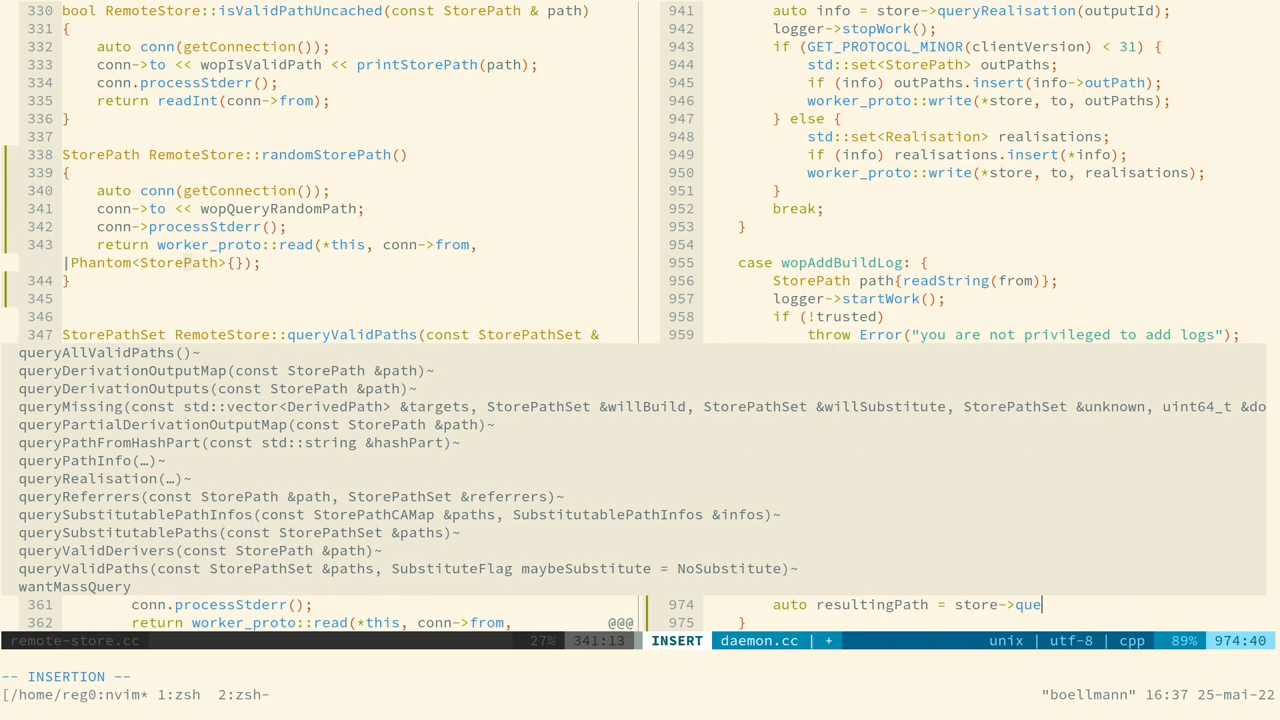 330 bool RemoteStore::isValidPathUncached(const StorePath & path)
331 {
332     auto conn(getConnection());
333     conn->to << wopIsValidPath << printStorePath(path);
334     conn.processStderr();
335     return readInt(conn->from);
336 }
337
338 StorePath RemoteStore::randomStorePath()
339 {
340     auto conn(getConnection());
341     conn->to << wopQueryRandomPath;
342     conn->processStderr();
343     return worker_proto::read(*this, conn->from,
|Phantom<StorePath>{});
344 }
345
346
347 StorePathSet RemoteStore::queryValidPaths(const StorePathSet &
941         auto info = store->queryRealisation(outputId);
942         logger->stopWork();
943         if (GET_PROTOCOL_MINOR(clientVersion) < 31) {
944             std::set<StorePath> outPaths;
945             if (info) outPaths.insert(info->outPath);
946             worker_proto::write(*store, to, outPaths);
947         } else {
948             std::set<Realisation> realisations;
949             if (info) realisations.insert(*info);
950             worker_proto::write(*store, to, realisations);
951         }
952         break;
953     }
954
955     case wopAddBuildLog: {
956         StorePath path{readString(from)};
957         logger->startWork();
958         if (!trusted)
959             throw Error("you are not privileged to add logs");
queryAllValidPaths()~
queryDerivationOutputMap(const StorePath &path)~
queryDerivationOutputs(const StorePath &path)~
queryMissing(const std::vector<DerivedPath> &targets, StorePathSet &willBuild, StorePathSet &willSubstitute, StorePathSet &unknown, uint64_t &do
queryPartialDerivationOutputMap(const StorePath &path)~
queryPathFromHashPart(const std::string &hashPart)~
queryPathInfo(…)~
queryRealisation(…)~
queryReferrers(const StorePath &path, StorePathSet &referrers)~
querySubstitutablePathInfos(const StorePathCAMap &paths, SubstitutablePathInfos &infos)~
querySubstitutablePaths(const StorePathSet &paths)~
queryValidDerivers(const StorePath &path)~
queryValidPaths(const StorePathSet &paths, SubstituteFlag maybeSubstitute = NoSubstitute)~
wantMassQuery
361         conn.processStderr();
362         return worker_proto::read(*this, conn->from, @@@
974         auto resultingPath = store->que
975     }
remote-store.cc 27% 341:13
INSERT daemon.cc | + unix | utf-8 | cpp 89% 974:40
-- INSERTION --
[/home/reg0:nvim* 1:zsh  2:zsh- "boellmann" 16:37 25-mai-22